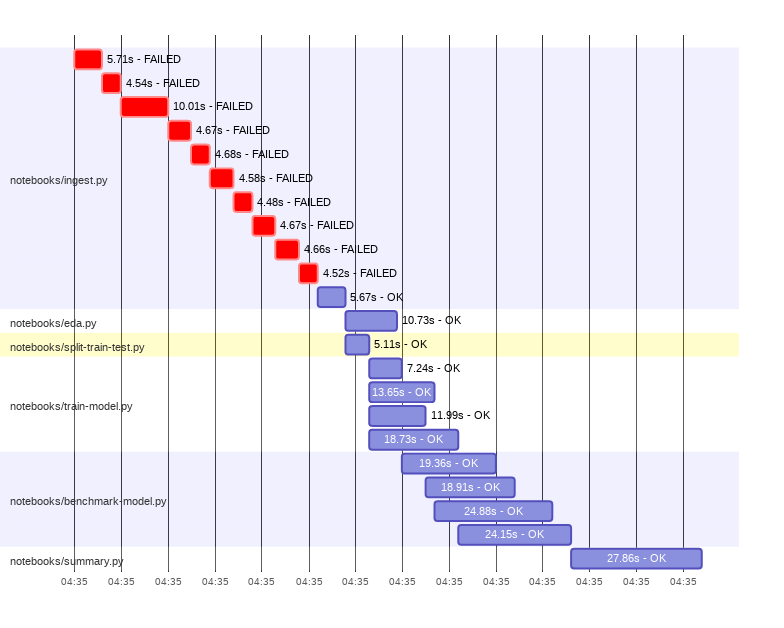 5.71s - FAILED
4.54s - FAILED
10.01s - FAILED
4.67s - FAILED
4.68s - FAILED
notebooks/ingest.py
4.58s - FAILED
4.48s - FAILED
4.67s - FAILED
4.66s - FAILED
4.52s - FAILED
5.67s - OK
notebooks/eda.py
10.73s - OK
notebooks/split-train-test.py
5.11s - OK
7.24s - OK
13.65s - OK
notebooks/train-model.py
11.99s - OK
18.73s - OK
19.36s - OK
18.91s - OK
notebooks/benchmark-model.py
24.88s - OK
24.15s - OK
notebooks/summary.py
27.86s - OK
04:35 04:35 04:35 04:35 04:35 04:35 04:35 04:35 04:35 04:35 04:35 04:35 04:35 04:35